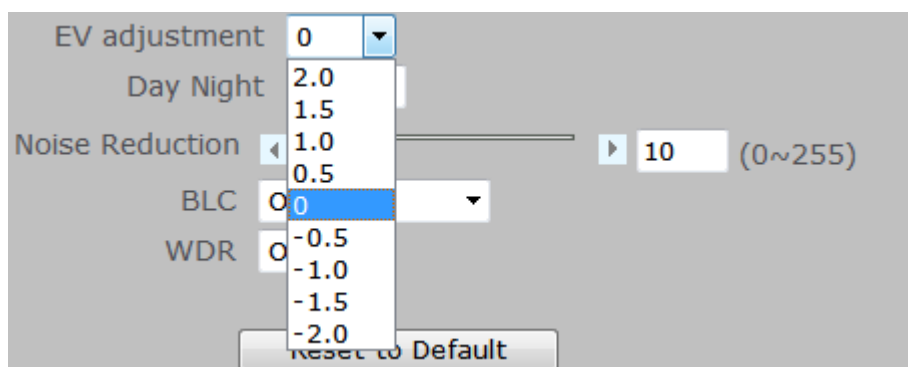 EV adjustment 0
2.0
Day Night
1.5
Noise Reduction 1.0 10 (0~255)
0.5
BLC O 0
-0.5
WDR O
-1.0
-1.5
-2.0
Reset to Default